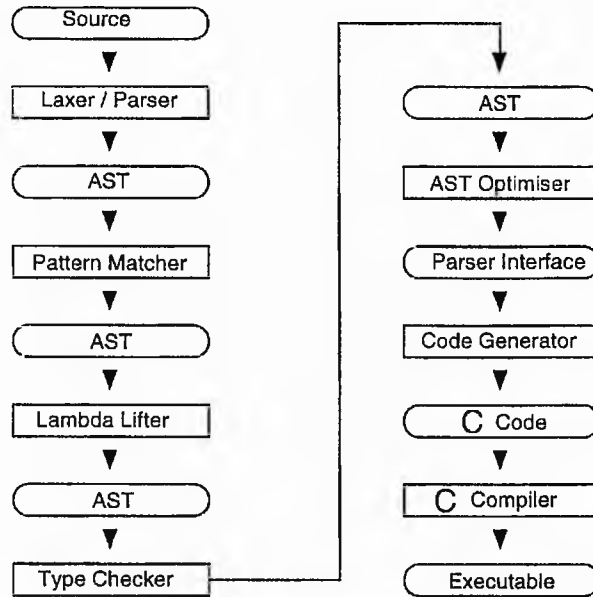 Source
Laxer / Parser
AST
Pattern Matcher
AST
Lambda Lifter
AST
Type Checker
AST
AST Optimiser
Parser Interface
Code Generator
C Code
C Compiler
Executable